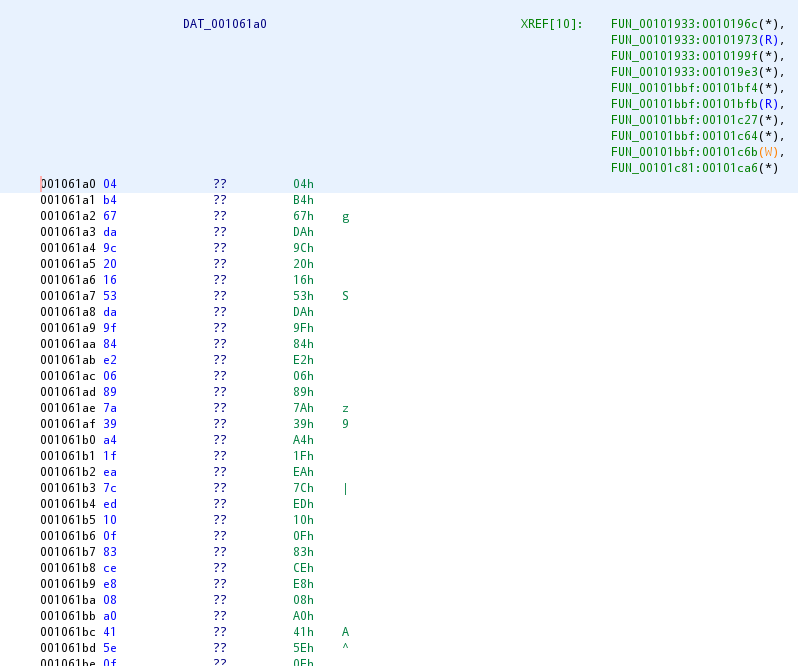 DAT_001061a0 XREF[10]: FUN_00101933:0010196c(*),
FUN_00101933:00101973(R),
FUN_00101933:0010199f(*),
FUN_00101933:001019e3(*),
FUN_00101bbf:00101bf4(*),
FUN_00101bbf:00101bfb(R),
FUN_00101bbf:00101c27(*),
FUN_00101bbf:00101c64(*),
FUN_00101bbf:00101c6b(W),
FUN_00101c81:00101ca6(*)
001061a0 04 ?? 04h
001061a1 b4 ?? B4h
001061a2 67 ?? 67h g
001061a3 da ?? DAh
001061a4 9c ?? 9Ch
001061a5 20 ?? 20h
001061a6 16 ?? 16h
001061a7 53 ?? 53h S
001061a8 da ?? DAh
001061a9 9f ?? 9Fh
001061aa 84 ?? 84h
001061ab e2 ?? E2h
001061ac 06 ?? 06h
001061ad 89 ?? 89h
001061ae 7a ?? 7Ah z
001061af 39 ?? 39h 9
001061b0 a4 ?? A4h
001061b1 1f ?? 1Fh
001061b2 ea ?? EAh
001061b3 7c ?? 7Ch |
001061b4 ed ?? EDh
001061b5 10 ?? 10h
001061b6 0f ?? 0Fh
001061b7 83 ?? 83h
001061b8 ce ?? CEh
001061b9 e8 ?? E8h
001061ba 08 ?? 08h
001061bb a0 ?? A0h
001061bc 41 ?? 41h A
001061bd 5e ?? 5Eh ^
001061be 0f ?? 0Fh